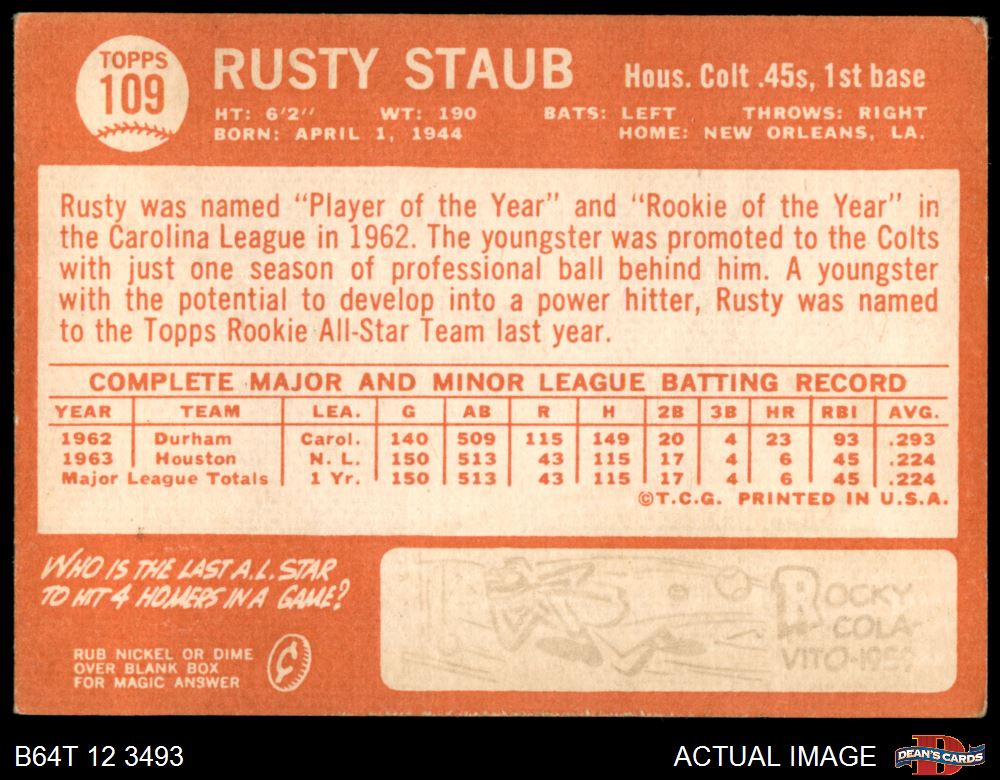 TOPPS
109
RUSTY STAUB
Hous. Colt .45s, 1st base
HT: 6'2" WT: 190 BATS: LEFT THROWS: RIGHT
BORN: APRIL 1, 1944 HOME: NEW ORLEANS, LA.
Rusty was named "Player of the Year" and "Rookie of the Year" in
the Carolina League in 1962. The youngster was promoted to the Colts
with just one season of professional ball behind him. A youngster
with the potential to develop into a power hitter, Rusty was named
to the Topps Rookie All-Star Team last year.
COMPLETE MAJOR AND MINOR LEAGUE BATTING RECORD
YEAR TEAM LEA. G AB R H 2B 3B HR RBI AVG.
1962 Durham Carol. 140 509 115 149 20 4 23 93 .293
1963 Houston N. L. 150 513 43 115 17 4 6 45 .224
Major League Totals 1 Yr. 150 513 43 115 17 4 6 45 .224
©T.C.G. PRINTED IN U.S.A.
WHO IS THE LAST A.L. STAR
TO HIT 4 HOMERS IN A GAME?
RUB NICKEL OR DIME
OVER BLANK BOX
FOR MAGIC ANSWER
¢
ROCKY
COLA-
VITO-1959
B64T 12 3493
ACTUAL IMAGE
D
DEAN'S CARDS